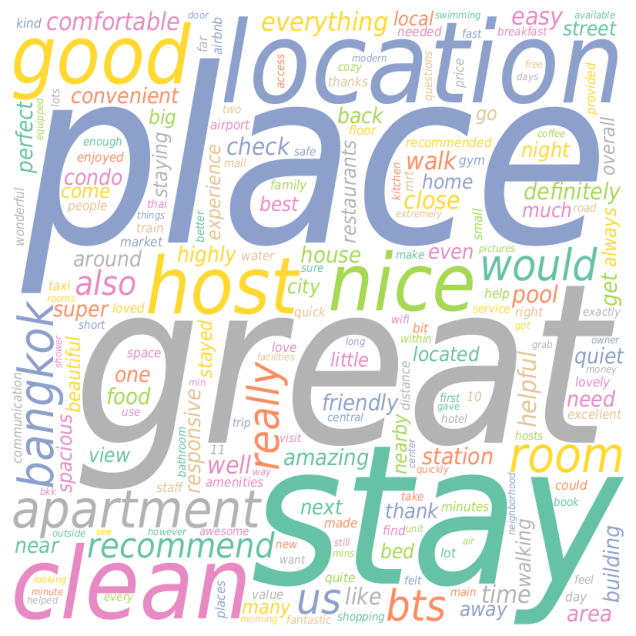 kind
comfortable
door
far
airbnb
everything
local
needed
swimming
fast
easy
breakfast
available
street
good
location
access
cozy
modern
thanks
questions
price
free
days
provided
perfect
equipped
lots
convenient
big
two
airport
back
floor
go
coffee
overall
place
enough
enjoyed
staying
check
safe
mall
family
best
experience
restaurants
recommended
walk
gym
night
kitchen
mrt
home
close
extremely
definitely
much
road
small
always
get
condo
come
people
thai
things
train
market
better
wonderful
around
also
highly
water
house
sure
city
make
even
pictures
would
host
nice
help
service
pool
right
got
exactly
taxi
rooms
super
loved
short
quick
bangkok
great
wifi
bit
within
located
long
grab
owner
quiet
money
lovely
need
excellent
helpful
hosts
communication
shower
beautiful
spacious
bkk
space
one
food
use
min
stayed
love
facilities
little
friendly
central
distance
first
gave
10
hotel
view
bathroom
responsive
11
trip
really
visit
way
well
amenities
staff
amazing
nearby
center
station
quickly
room
could
book
neighborhood
building
apartment
stay
next
made
thank
take
minutes
find
unit
walking
near
outside
see
however
awesome
recommend
new
want
still
mins
bed
lot
air
looking
minute
helped
clean
every
places
value
many
morning
us
fantastic
quite
like
shopping
felt
bts
main
away
time
feel
day
area